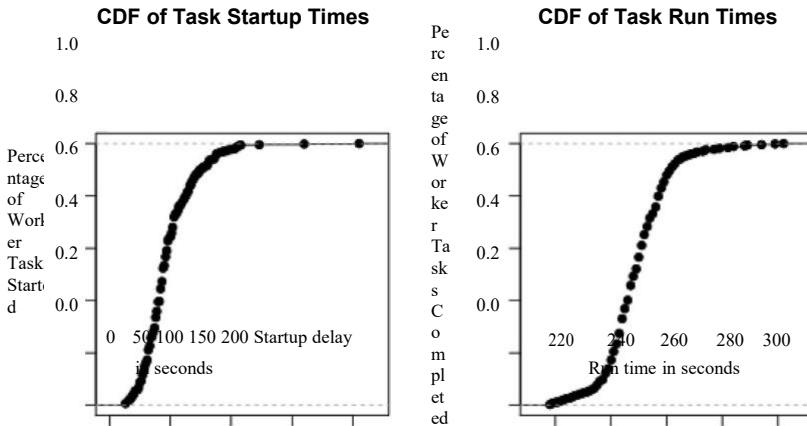 CDF of Task Startup Times
1.0
0.8
0.6
0.4
0.2
0.0
Perce
ntage
of
Work
er
Task
Starte
d
0 50 100 150 200 Startup delay
in seconds
CDF of Task Run Times
Pe
rc
en
ta
ge
of
W
or
ke
r
Ta
sk
s
C
o
m
pl
et
ed
1.0
0.8
0.6
0.4
0.2
0.0
220 240 260 280 300
Run time in seconds